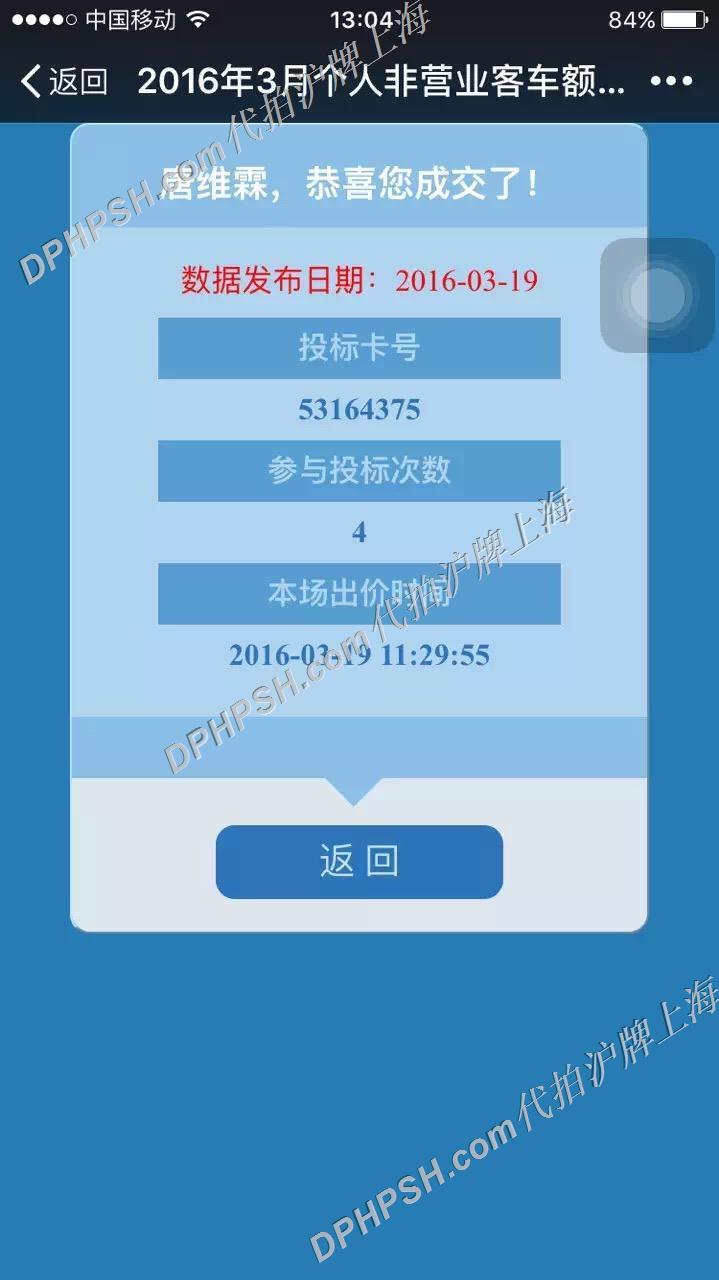 中国移动
13:04
84%
返回
2016年3月个人非营业客车额...
唐维霖，恭喜您成交了！
数据发布日期：2016-03-19
投标卡号
53164375
参与投标次数
4
本场出价时间
2016-03-19 11:29:55
返 回
DPHPSH.com代拍沪牌上海
DPHPSH.com代拍沪牌上海
DPHPSH.com代拍沪牌上海